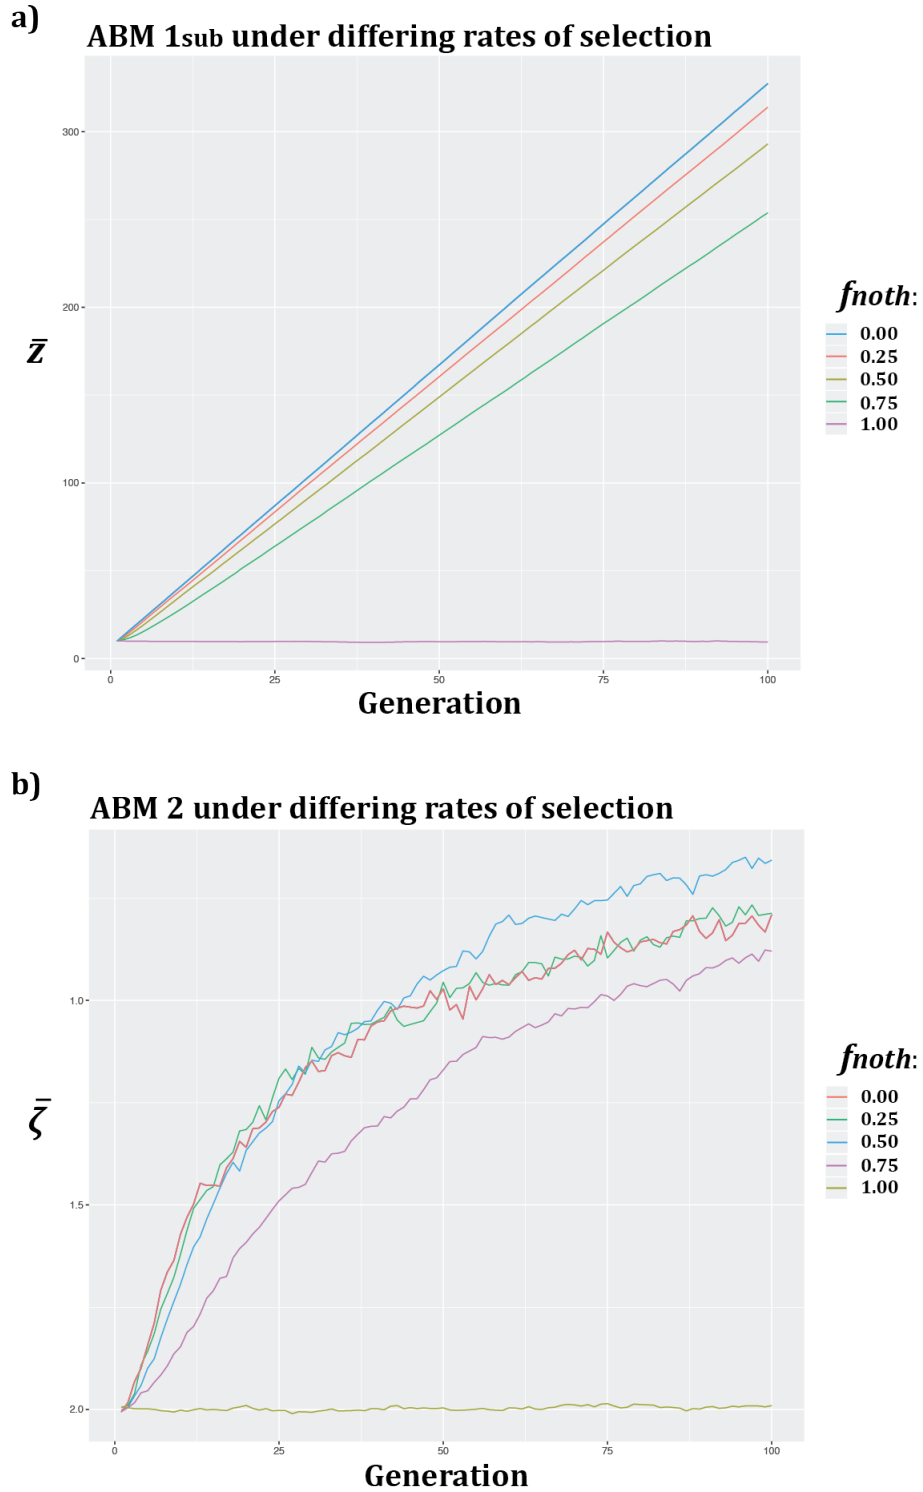 a)
ABM 1sub under differing rates of selection
300
200
100
0
0 25 50 75 100
z̄
Generation
fnoth:
0.00
0.25
0.50
0.75
1.00
b)
ABM 2 under differing rates of selection
1.0
1.5
2.0
0 25 50 75 100
ζ̄
Generation
fnoth:
0.00
0.25
0.50
0.75
1.00